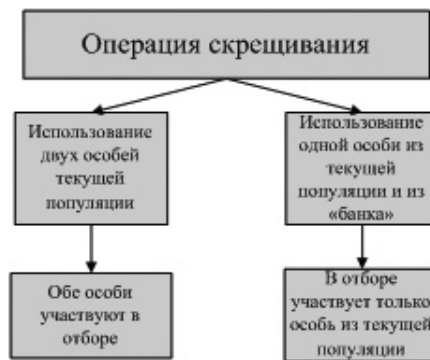 Операция скрещивания
Использование
двух особей
текущей
популяции
Использование
одной особи из
текущей
популяции и из
«банка»
Обе особи
участвуют в
отборе
В отборе
участвует только
особь из текущей
популяции